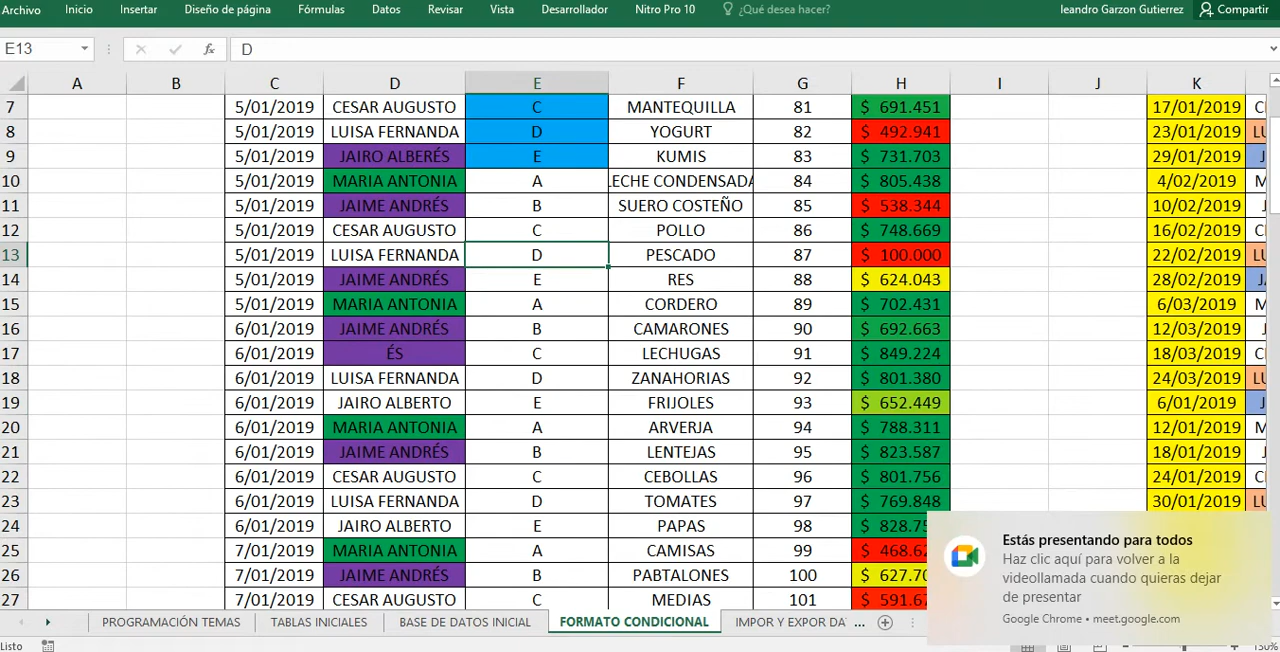 Archivo Inicio Insertar Diseño de página Fórmulas Datos Revisar Vista Desarrollador Nitro Pro 10 ¿Qué desea hacer? leandro Garzon Gutierrez Compartir
E13 fx D
A B C D E F G H I J K
7 5/01/2019 CESAR AUGUSTO C MANTEQUILLA 81 $ 691.451 17/01/2019
8 5/01/2019 LUISA FERNANDA D YOGURT 82 $ 492.941 23/01/2019
9 5/01/2019 JAIRO ALBERÉS E KUMIS 83 $ 731.703 29/01/2019
10 5/01/2019 MARIA ANTONIA A LECHE CONDENSADA 84 $ 805.438 4/02/2019
11 5/01/2019 JAIME ANDRÉS B SUERO COSTEÑO 85 $ 538.344 10/02/2019
12 5/01/2019 CESAR AUGUSTO C POLLO 86 $ 748.669 16/02/2019
13 5/01/2019 LUISA FERNANDA D PESCADO 87 $ 100.000 22/02/2019
14 5/01/2019 JAIME ANDRÉS E RES 88 $ 624.043 28/02/2019
15 5/01/2019 MARIA ANTONIA A CORDERO 89 $ 702.431 6/03/2019
16 6/01/2019 JAIME ANDRÉS B CAMARONES 90 $ 692.663 12/03/2019
17 6/01/2019 ÉS C LECHUGAS 91 $ 849.224 18/03/2019
18 6/01/2019 LUISA FERNANDA D ZANAHORIAS 92 $ 801.380 24/03/2019
19 6/01/2019 JAIRO ALBERTO E FRIJOLES 93 $ 652.449 6/01/2019
20 6/01/2019 MARIA ANTONIA A ARVERJA 94 $ 788.311 12/01/2019
21 6/01/2019 JAIME ANDRÉS B LENTEJAS 95 $ 823.587 18/01/2019
22 6/01/2019 CESAR AUGUSTO C CEBOLLAS 96 $ 801.756 24/01/2019
23 6/01/2019 LUISA FERNANDA D TOMATES 97 $ 769.848 30/01/2019
24 6/01/2019 JAIRO ALBERTO E PAPAS 98 $
25 7/01/2019 MARIA ANTONIA A CAMISAS 99 $
26 7/01/2019 JAIME ANDRÉS B PABTALONES 100 $
27 7/01/2019 CESAR AUGUSTO C MEDIAS 101 $
Estás presentando para todos
Haz clic aquí para volver a la
videollamada cuando quieras dejar
de presentar
Google Chrome • meet.google.com
PROGRAMACIÓN TEMAS TABLAS INICIALES BASE DE DATOS INICIAL FORMATO CONDICIONAL IMPOR Y EXPOR DA ...
Listo 130%